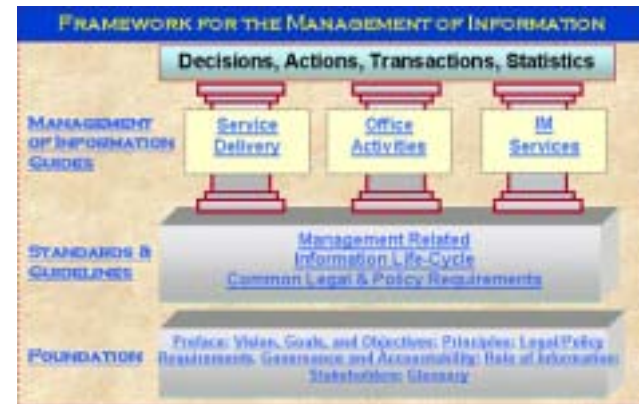 FRAMEWORK FOR THE MANAGEMENT OF INFORMATION
Decisions, Actions, Transactions, Statistics
MANAGEMENT
OF INFORMATION
GUIDES
Service
Delivery
Office
Activities
IM
Services
STANDARDS &
GUIDELINES
Management Related
Information Life-Cycle
Common Legal & Policy Requirements
FOUNDATION
Preface; Vision, Goals, and Objectives; Principles; Legal/Policy
Requirements; Governance and Accountability; Role of Information;
Stakeholders; Glossary